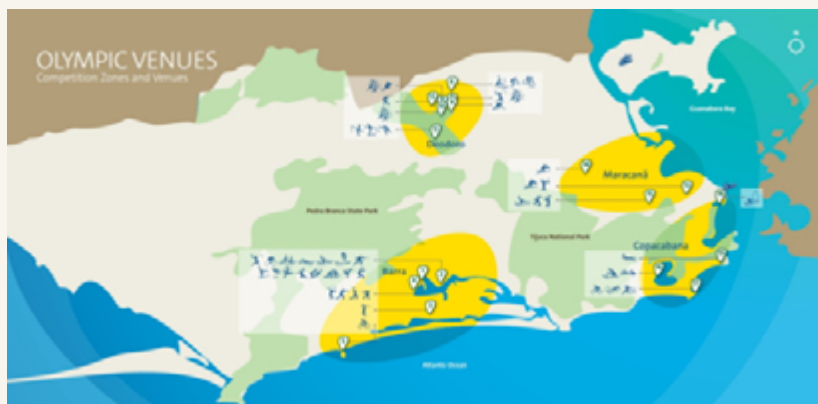 OLYMPIC VENUES
Competition Zones and Venues
Guanabara Bay
Deodoro
Maracanã
Pedra Branca State Park
Tijuca National Park
Copacabana
Barra
Atlantic Ocean